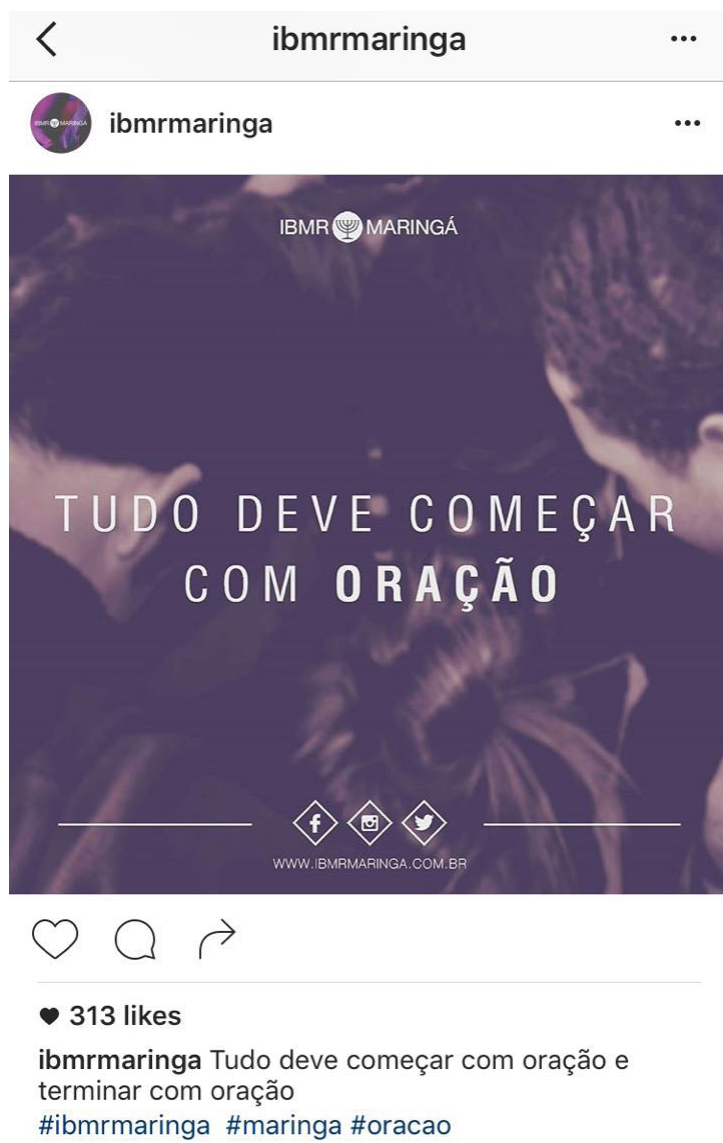 ibmrmaringa
ibmrmaringa
IBMR MARINGÁ
TUDO DEVE COMEÇAR
COM ORAÇÃO
WWW.IBMRMARINGA.COM.BR
313 likes
ibmrmaringa Tudo deve começar com oração e
terminar com oração
#ibmrmaringa #maringa #oracao